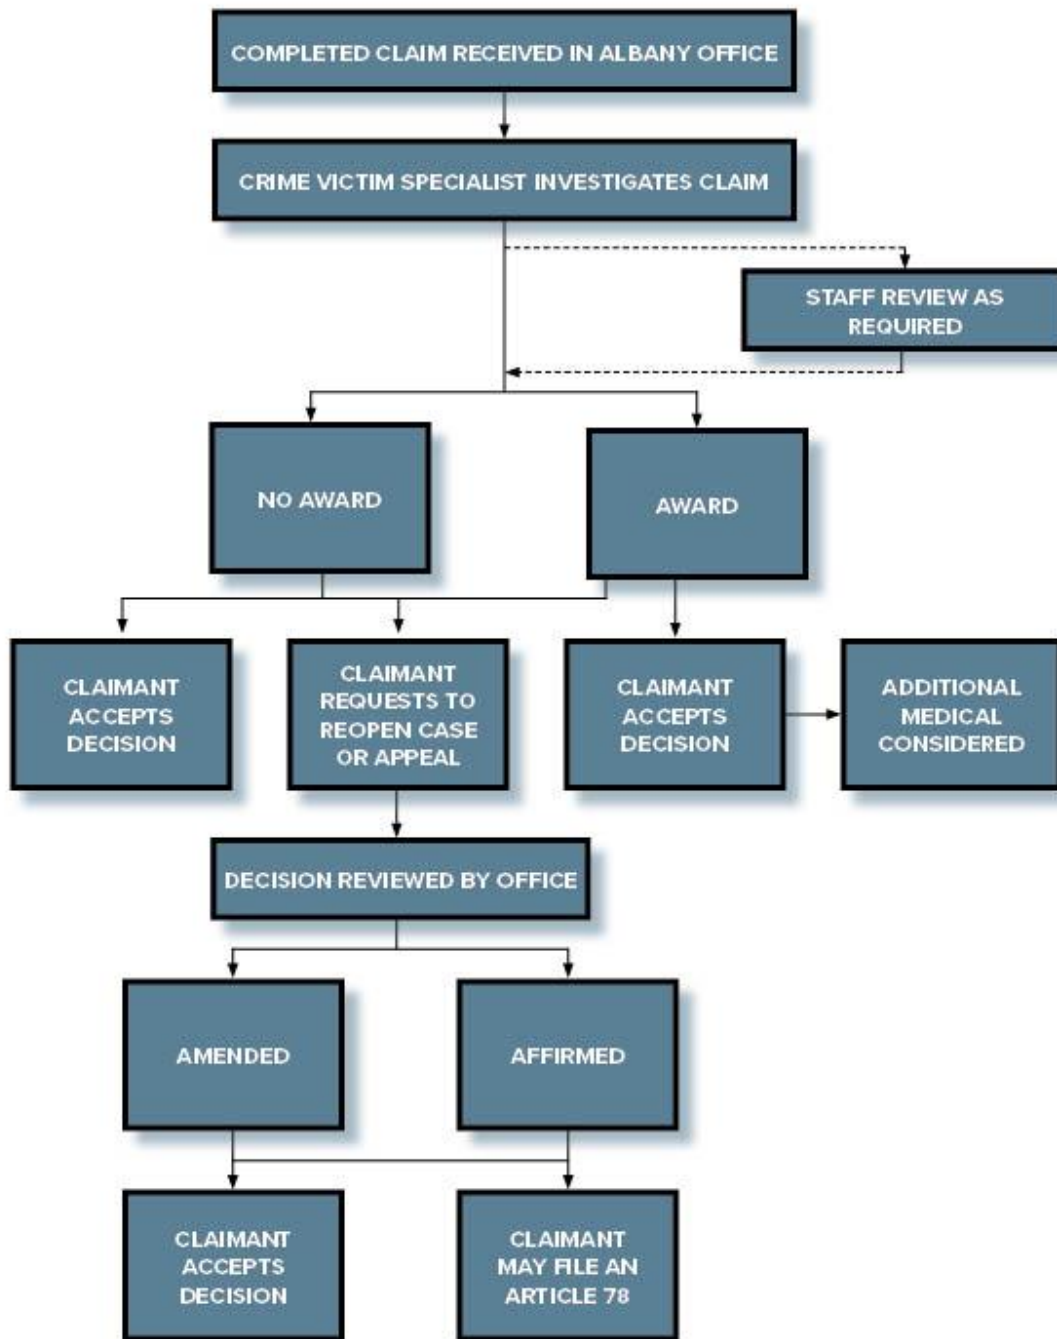 COMPLETED CLAIM RECEIVED IN ALBANY OFFICE
CRIME VICTIM SPECIALIST INVESTIGATES CLAIM
STAFF REVIEW AS
REQUIRED
NO AWARD
AWARD
CLAIMANT
ACCEPTS
DECISION
CLAIMANT
REQUESTS TO
REOPEN CASE
OR APPEAL
CLAIMANT
ACCEPTS
DECISION
ADDITIONAL
MEDICAL
CONSIDERED
DECISION REVIEWED BY OFFICE
AMENDED
AFFIRMED
CLAIMANT
ACCEPTS
DECISION
CLAIMANT
MAY FILE AN
ARTICLE 78